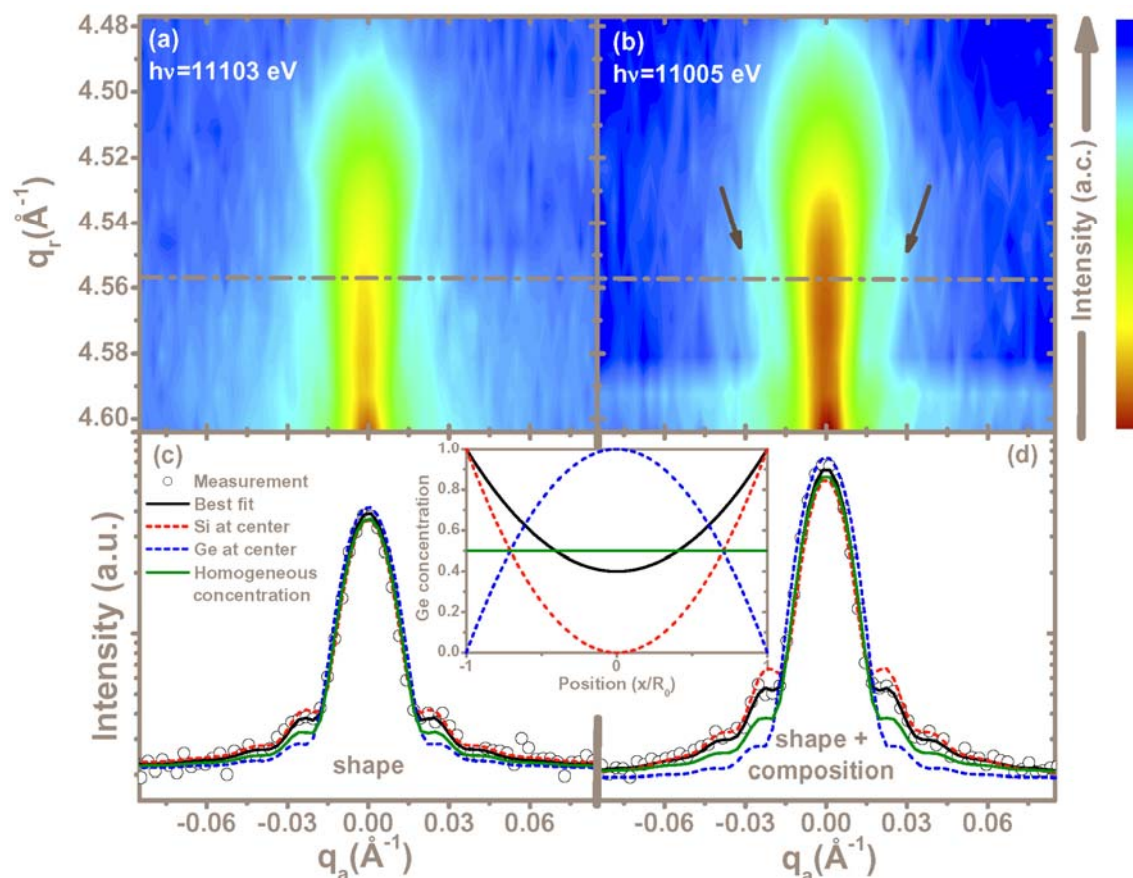 (a)
hν=11103 eV
(b)
hν=11005 eV
4.48
4.50
4.52
4.54
4.56
4.58
4.60
qᵣ(Å⁻¹)
Intensity (a.c.)
(c)
Measurement
Best fit
Si at center
Ge at center
Homogeneous
concentration
Intensity (a.u.)
shape
1.0
0.8
0.6
0.4
0.2
0.0
Ge concentration
-1
0
1
Position (x/R₀)
(d)
shape +
composition
-0.06
-0.03
0.00
0.03
0.06
-0.06
-0.03
0.00
0.03
0.06
qₐ(Å⁻¹)
qₐ(Å⁻¹)